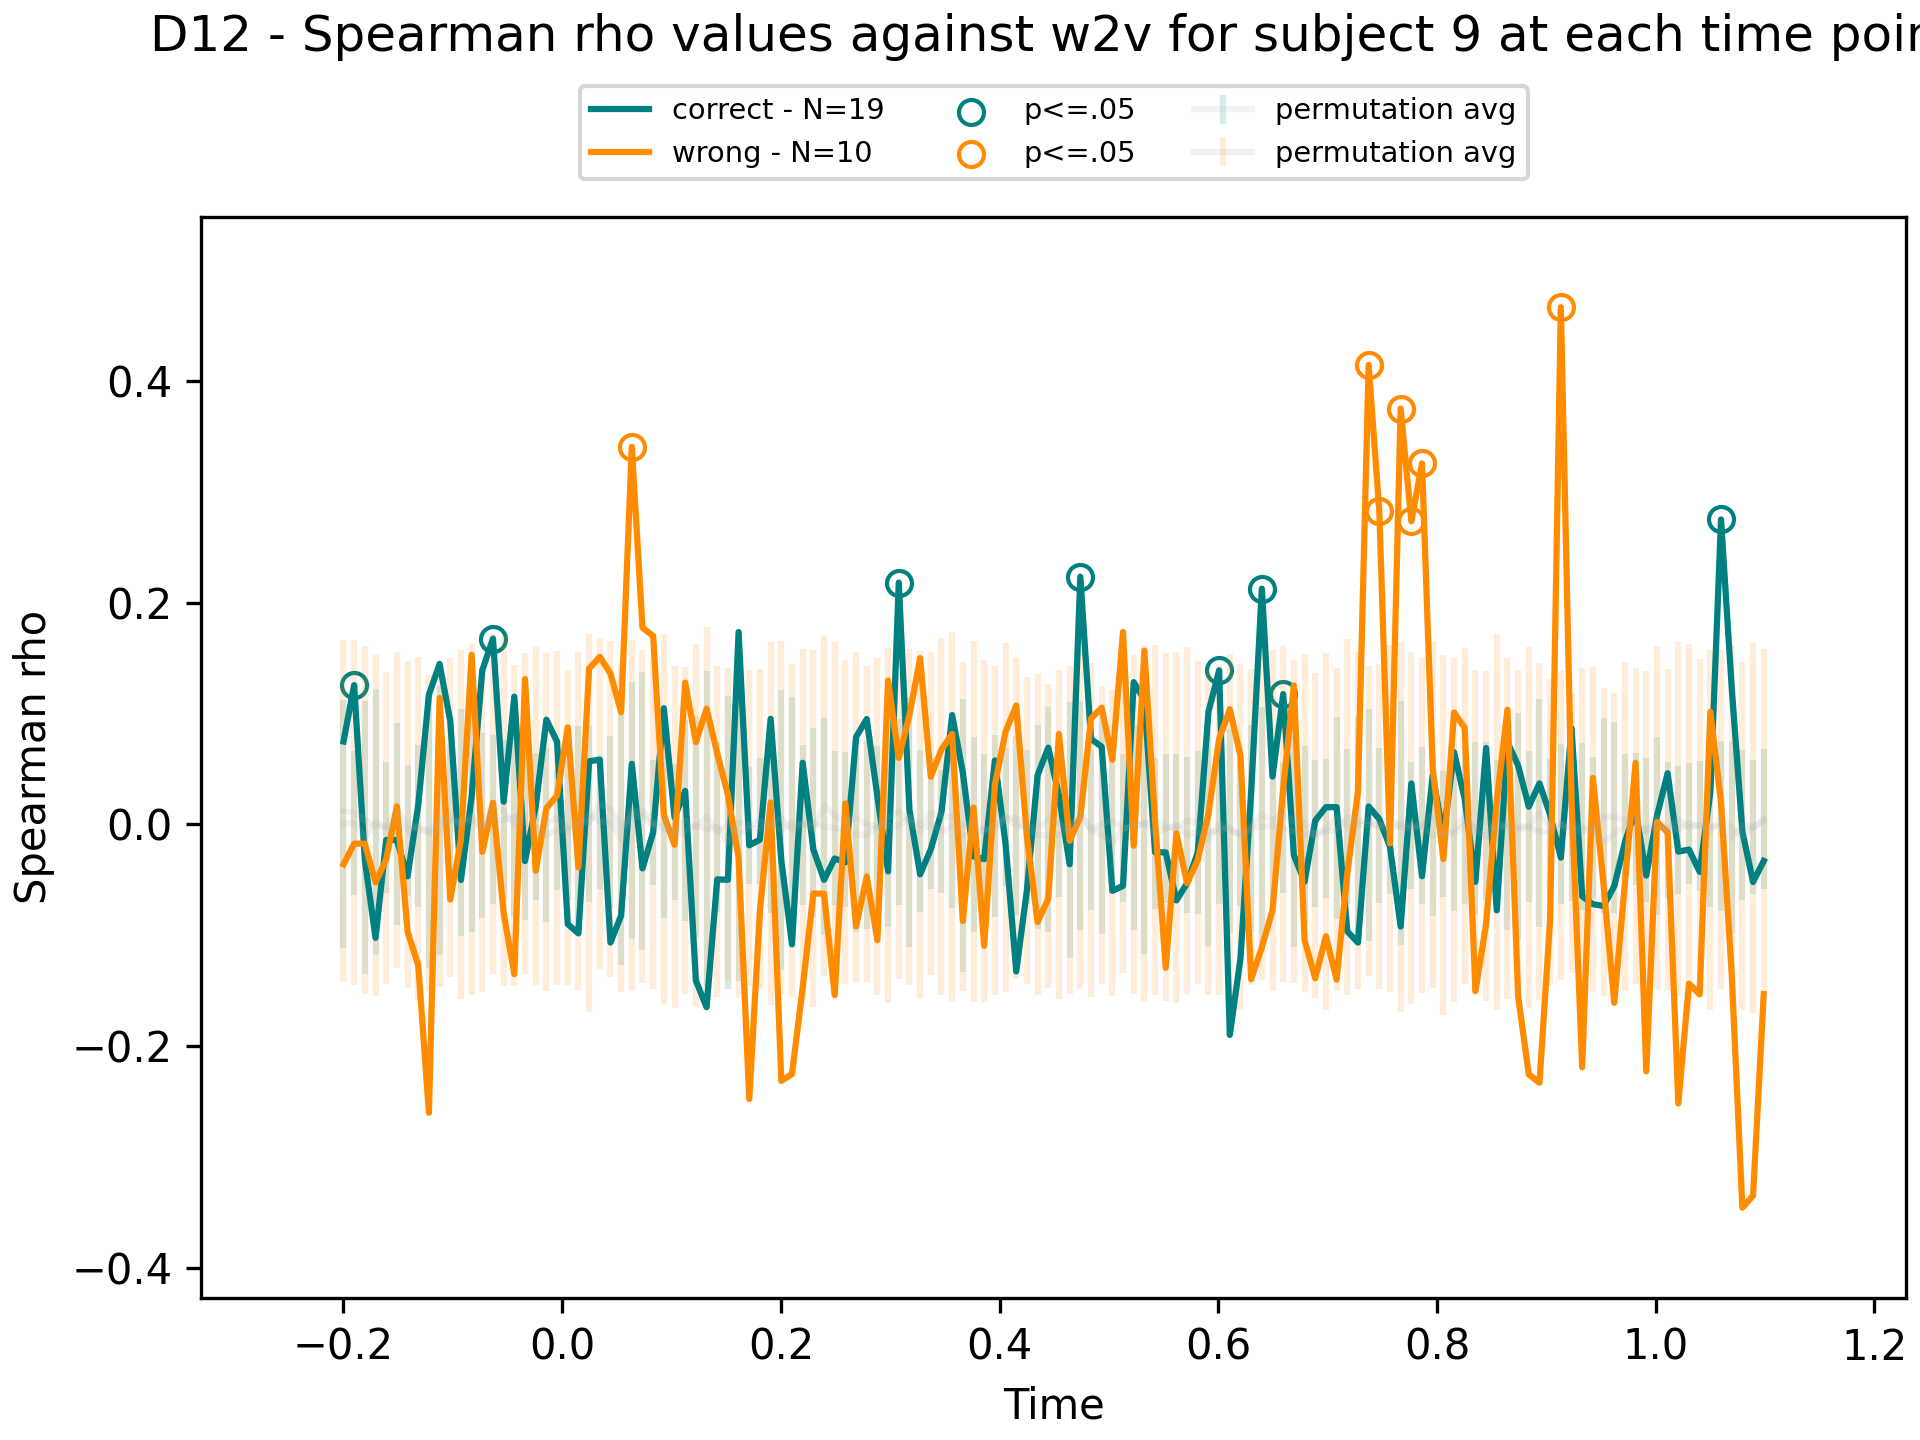 D12 - Spearman rho values against w2v for subject 9 at each time
correct - N=19 p<=.05 permutation avg
wrong - N=10 p<=.05 permutation avg
Spearman rho
0.4
0.2
0.0
−0.2
−0.4
−0.2 0.0 0.2 0.4 0.6 0.8 1.0 1.2
Time